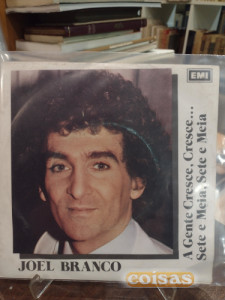 EMI
A Gente Cresce, Cresce...
Sete e Meia, Sete e Meia
JOEL BRANCO
coisas